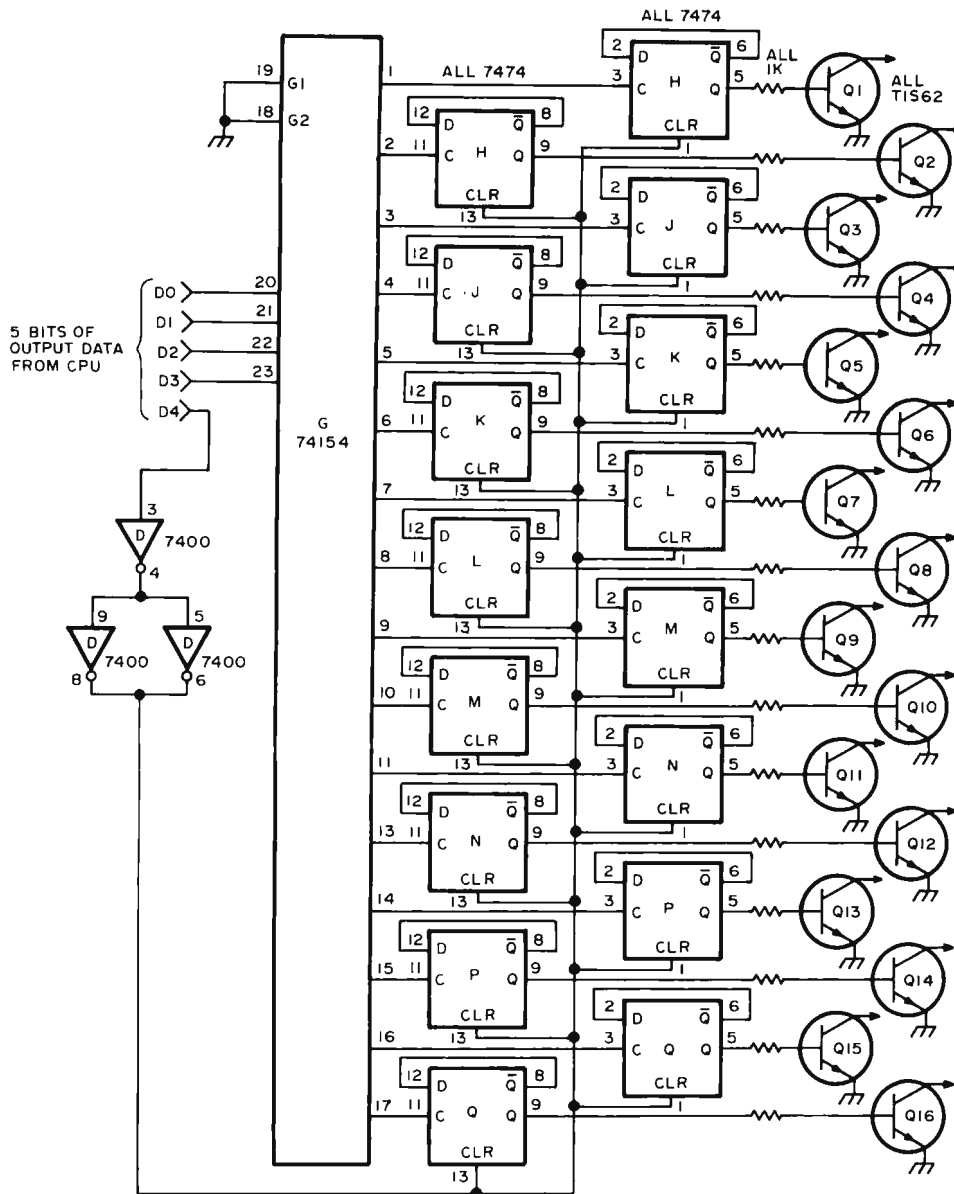 ALL 7474
2 D Q̅ 6
ALL 1K
19 G1
1
ALL 7474
3 C H Q 5
Q1
ALL TIS62
18 G2
CLR
1
12 D Q̅ 8
2 11 C H Q 9
Q2
CLR
13
2 D Q̅ 6
3
3 C J Q 5
Q3
CLR
1
12 D Q̅ 8
4 11 C J Q 9
Q4
CLR
13
5 BITS OF
OUTPUT DATA
FROM CPU
D0 20
D1 21
D2 22
D3 23
D4
G
74154
2 D Q̅ 6
5
3 C K Q 5
Q5
CLR
1
12 D Q̅ 8
6 11 C K Q 9
Q6
CLR
13
2 D Q̅ 6
7
3 C L Q 5
Q7
CLR
1
3
D 7400
4
12 D Q̅ 8
8 11 C L Q 9
Q8
CLR
13
9 5
D 7400 D 7400
8 6
2 D Q̅ 6
9
3 C M Q 5
Q9
CLR
1
12 D Q̅ 8
10 11 C M Q 9
Q10
CLR
13
2 D Q̅ 6
11
3 C N Q 5
Q11
CLR
1
12 D Q̅ 8
13 11 C N Q 9
Q12
CLR
13
2 D Q̅ 6
14
3 C P Q 5
Q13
CLR
1
12 D Q̅ 8
15 11 C P Q 9
Q14
CLR
13
2 D Q̅ 6
16
3 C Q Q 5
Q15
CLR
1
12 D Q̅ 8
17 11 C Q Q 9
Q16
CLR
13